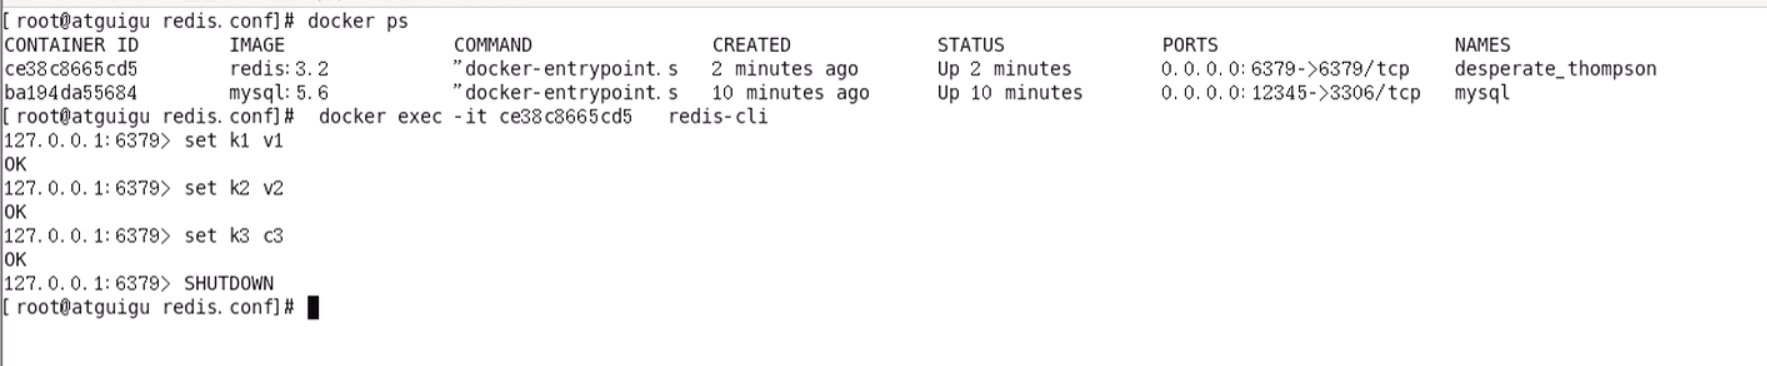 [root@atguigu redis.conf]# docker ps
CONTAINER ID IMAGE COMMAND CREATED STATUS PORTS NAMES
ce38c8665cd5 redis:3.2 "docker-entrypoint.s 2 minutes ago Up 2 minutes 0.0.0.0:6379->6379/tcp desperate_thompson
ba194da55684 mysql:5.6 "docker-entrypoint.s 10 minutes ago Up 10 minutes 0.0.0.0:12345->3306/tcp mysql
[root@atguigu redis.conf]# docker exec -it ce38c8665cd5 redis-cli
127.0.0.1:6379> set k1 v1
OK
127.0.0.1:6379> set k2 v2
OK
127.0.0.1:6379> set k3 c3
OK
127.0.0.1:6379> SHUTDOWN
[root@atguigu redis.conf]#